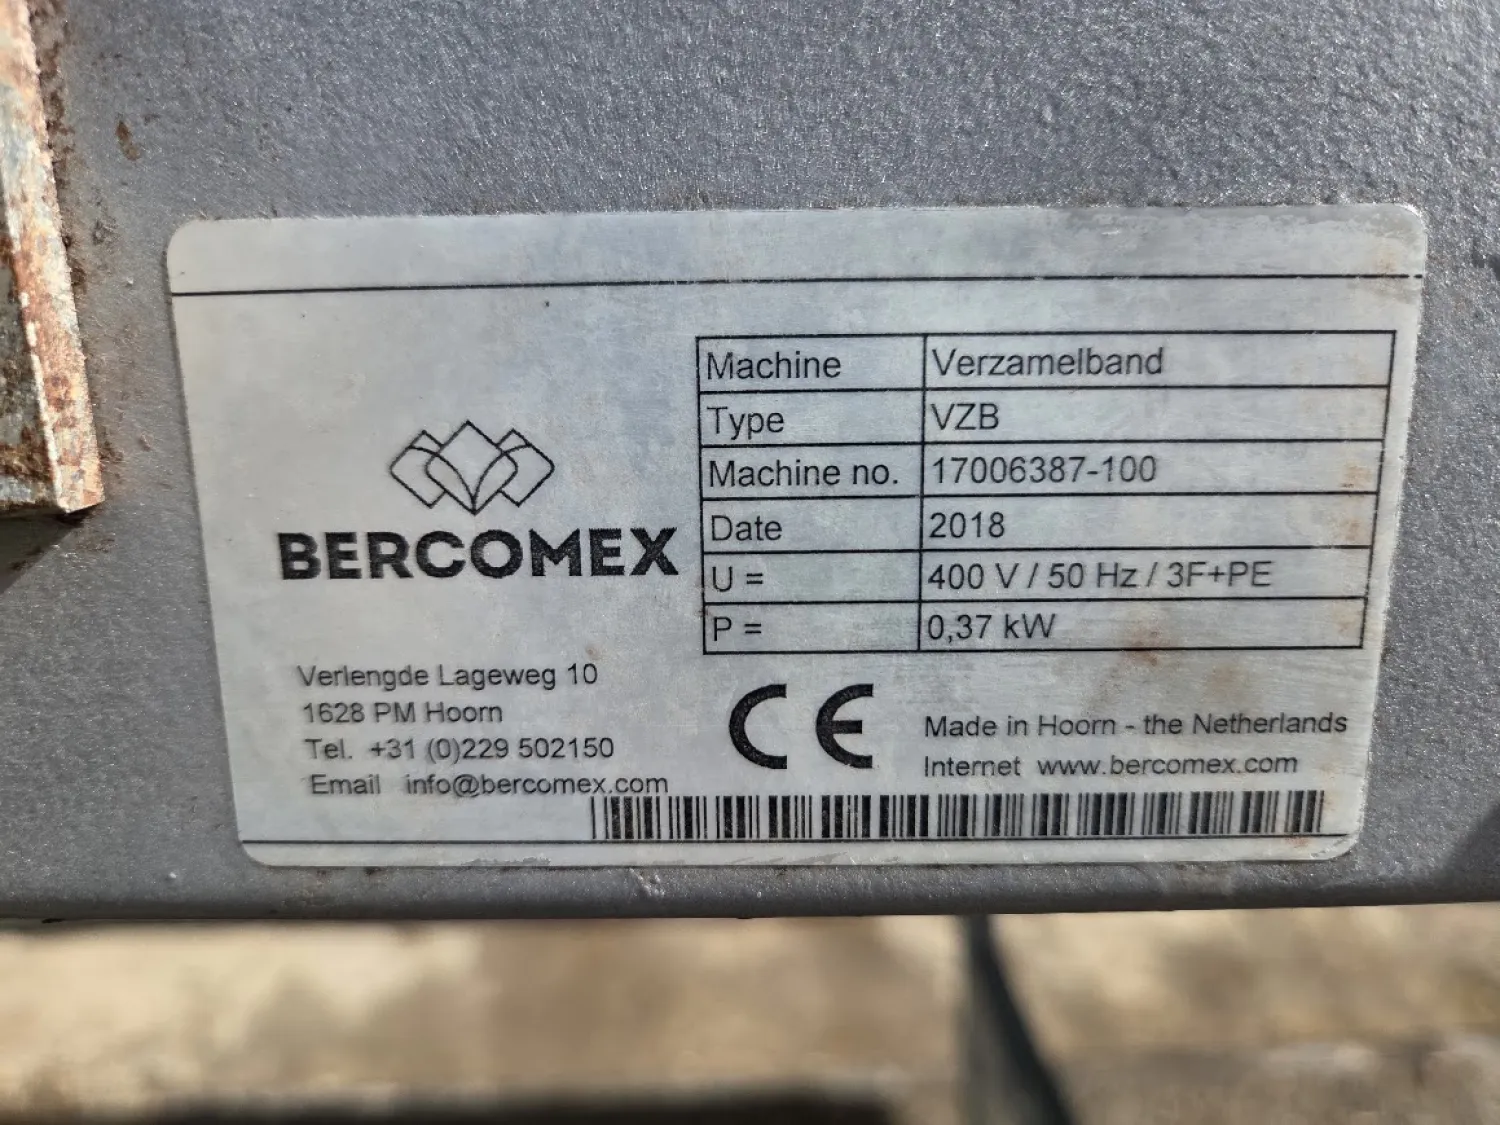 Machine Verzamelband
Type VZB
Machine no. 17006387-100
Date 2018
U = 400 V / 50 Hz / 3F+PE
P = 0,37 kW
BERCOMEX
Verlengde Lageweg 10
1628 PM Hoorn
Tel. +31 (0)229 502150
Email info@bercomex.com
CE
Made in Hoorn - the Netherlands
Internet www.bercomex.com